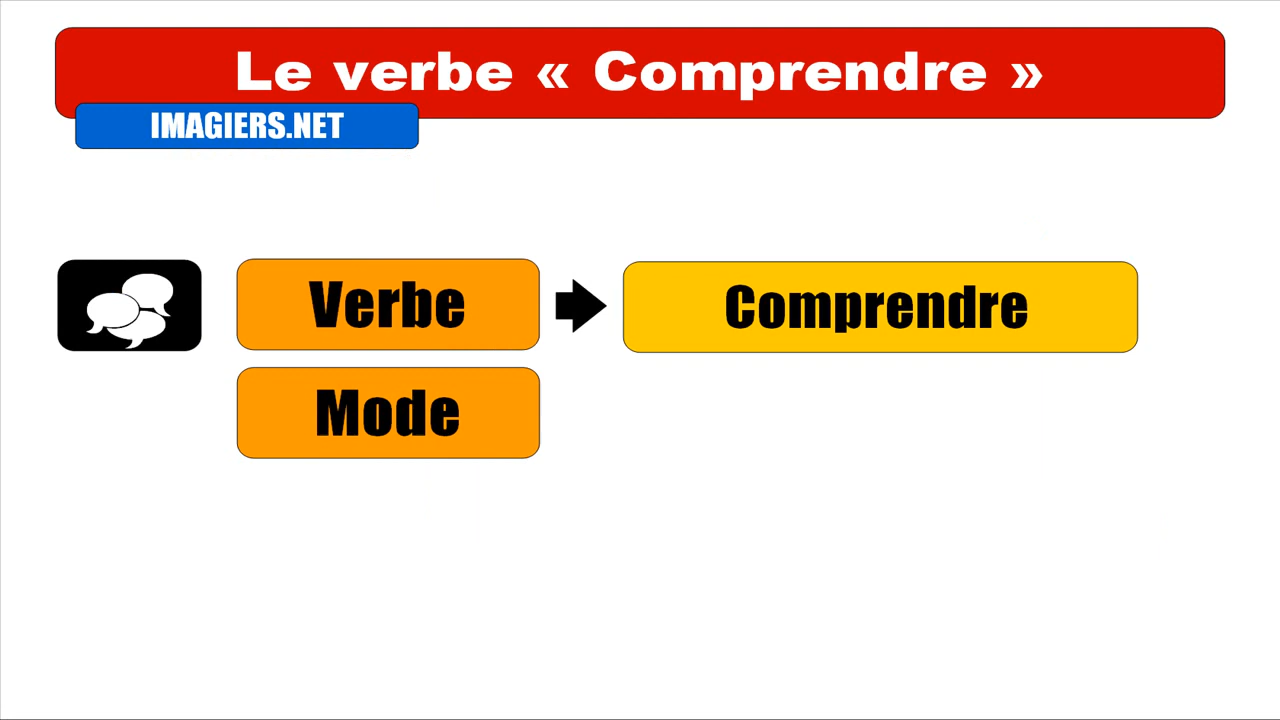 Le verbe « Comprendre »
IMAGIERS.NET
Verbe
Comprendre
Mode